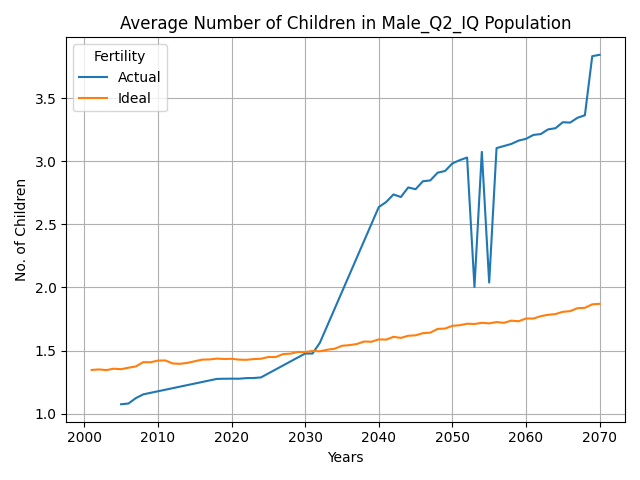 Average Number of Children in Male_Q2_IQ Population
Fertility
Actual
Ideal
No. of Children
3.5
3.0
2.5
2.0
1.5
1.0
2000 2010 2020 2030 2040 2050 2060 2070
Years